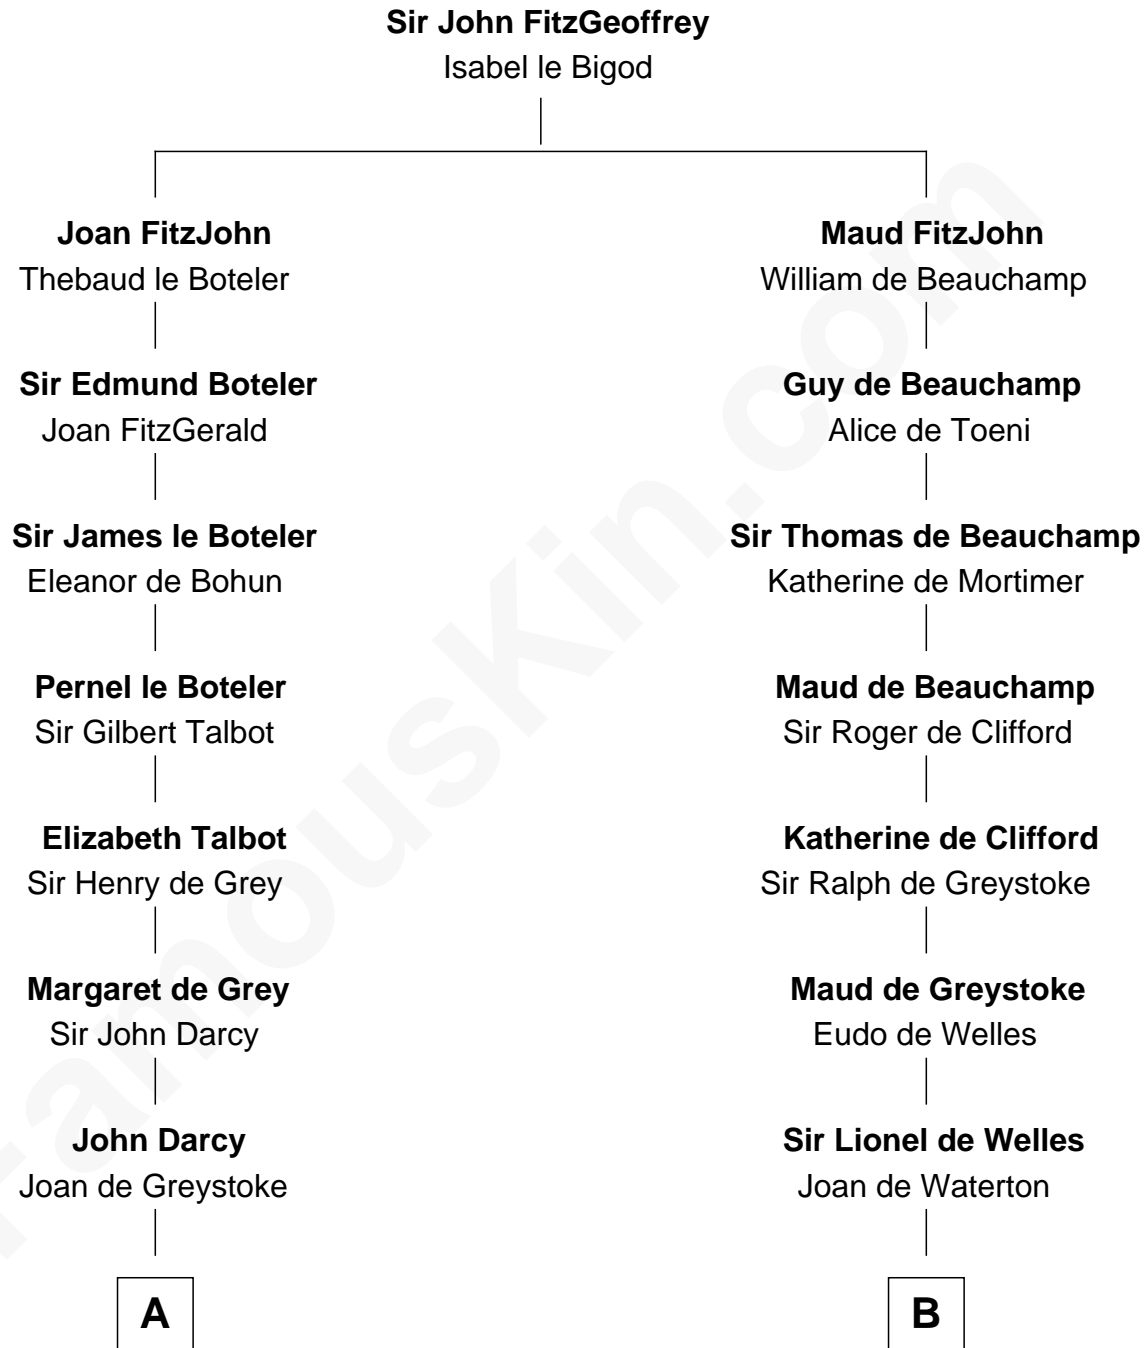 Sir John FitzGeoffrey
Isabel le Bigod
Joan FitzJohn
Thebaud le Boteler
Sir Edmund Boteler
Joan FitzGerald
Sir James le Boteler
Eleanor de Bohun
Pernel le Boteler
Sir Gilbert Talbot
Elizabeth Talbot
Sir Henry de Grey
Margaret de Grey
Sir John Darcy
John Darcy
Joan de Greystoke
A
Maud FitzJohn
William de Beauchamp
Guy de Beauchamp
Alice de Toeni
Sir Thomas de Beauchamp
Katherine de Mortimer
Maud de Beauchamp
Sir Roger de Clifford
Katherine de Clifford
Sir Ralph de Greystoke
Maud de Greystoke
Eudo de Welles
Sir Lionel de Welles
Joan de Waterton
B
FamousKin.com